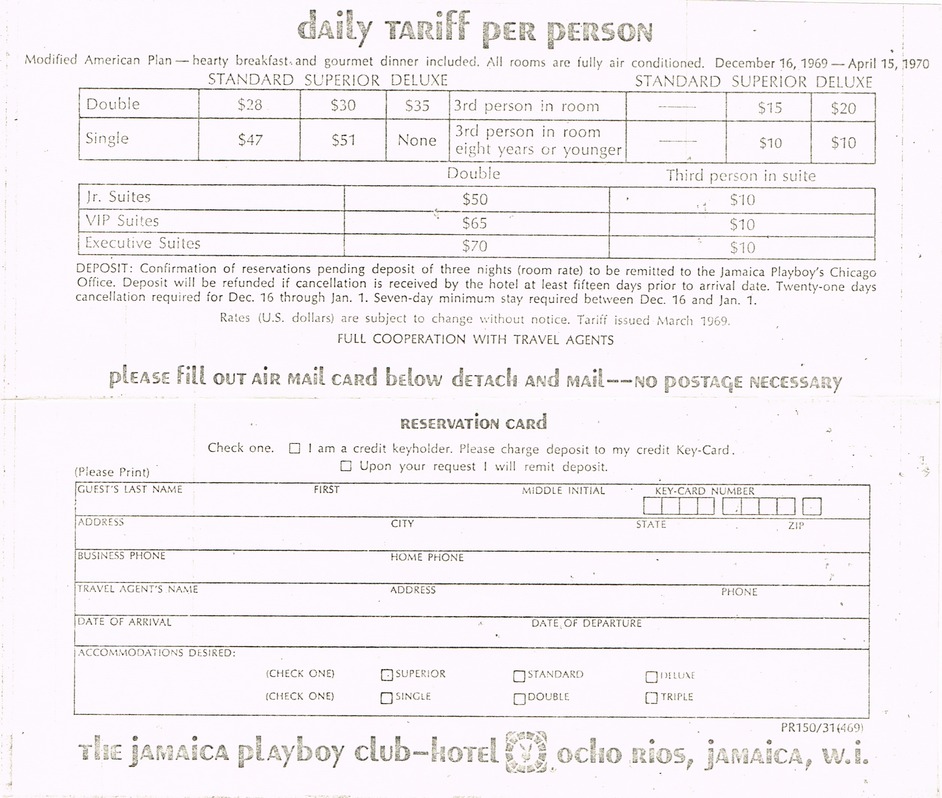 daily TARiff pER pERSON
Modified American Plan — hearty breakfast and gourmet dinner included. All rooms are fully air conditioned. December 16, 1969 — April 15, 1970
STANDARD SUPERIOR DELUXE STANDARD SUPERIOR DELUXE
Double $28 $30 $35 3rd person in room —— $15 $20
Single $47 $51 None 3rd person in room eight years or younger —— $10 $10
Double Third person in suite
Jr. Suites $50 $10
VIP Suites $65 $10
Executive Suites $70 $10
DEPOSIT: Confirmation of reservations pending deposit of three nights (room rate) to be remitted to the Jamaica Playboy's Chicago
Office. Deposit will be refunded if cancellation is received by the hotel at least fifteen days prior to arrival date. Twenty-one days
cancellation required for Dec. 16 through Jan. 1. Seven-day minimum stay required between Dec. 16 and Jan. 1.
Rates (U.S. dollars) are subject to change without notice. Tariff issued March 1969.
FULL COOPERATION WITH TRAVEL AGENTS
plEASE fill OUT AiR MAil CARd bElow dETACh ANd MAil--NO pOSTAGE NECESSARY
RESERVATiON CARd
Check one. ☐ I am a credit keyholder. Please charge deposit to my credit Key-Card.
☐ Upon your request I will remit deposit.
(Please Print)
GUEST'S LAST NAME FIRST MIDDLE INITIAL KEY-CARD NUMBER
ADDRESS CITY STATE ZIP
BUSINESS PHONE HOME PHONE
TRAVEL AGENT'S NAME ADDRESS PHONE
DATE OF ARRIVAL DATE OF DEPARTURE
ACCOMMODATIONS DESIRED:
(CHECK ONE) ☐ SUPERIOR ☐ STANDARD ☐ DELUXE
(CHECK ONE) ☐ SINGLE ☐ DOUBLE ☐ TRIPLE
PR150/31(469)
ThE jAMAiCA plAyboy club-hOTEl OChO RiOS, jAMAiCA, W.i.